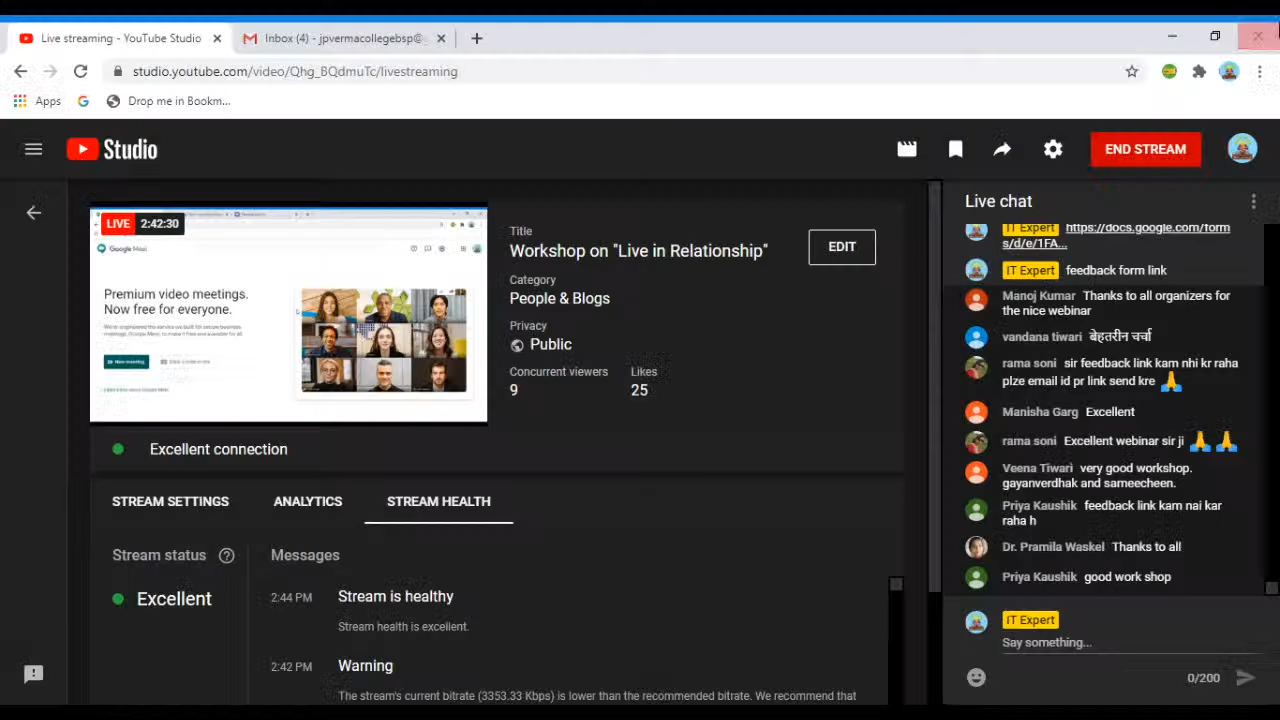 Live streaming - YouTube Studio
Inbox (4) - jpvermacollegebsp@
studio.youtube.com/video/Qhg_BQdmuTc/livestreaming
Apps
Drop me in Bookm...
Studio
END STREAM
LIVE 2:42:30
Google Meet
Premium video meetings.
Now free for everyone.
New meeting
Title
Workshop on "Live in Relationship"
EDIT
Category
People & Blogs
Privacy
Public
Concurrent viewers
Likes
9
25
Excellent connection
STREAM SETTINGS
ANALYTICS
STREAM HEALTH
Stream status
Messages
Excellent
2:44 PM
Stream is healthy
Stream health is excellent.
2:42 PM
Warning
The stream's current bitrate (3353.33 Kbps) is lower than the recommended bitrate. We recommend that
Live chat
IT Expert https://docs.google.com/form
s/d/e/1FA...
IT Expert feedback form link
Manoj Kumar Thanks to all organizers for
the nice webinar
vandana tiwari बेहतरीन चर्चा
rama soni sir feedback link kam nhi kr raha
plze email id pr link send kre 🙏
Manisha Garg Excellent
rama soni Excellent webinar sir ji 🙏 🙏
Veena Tiwari very good workshop.
gayanverdhak and sameecheen.
Priya Kaushik feedback link kam nai kar
raha h
Dr. Pramila Waskel Thanks to all
Priya Kaushik good work shop
IT Expert
Say something...
0/200